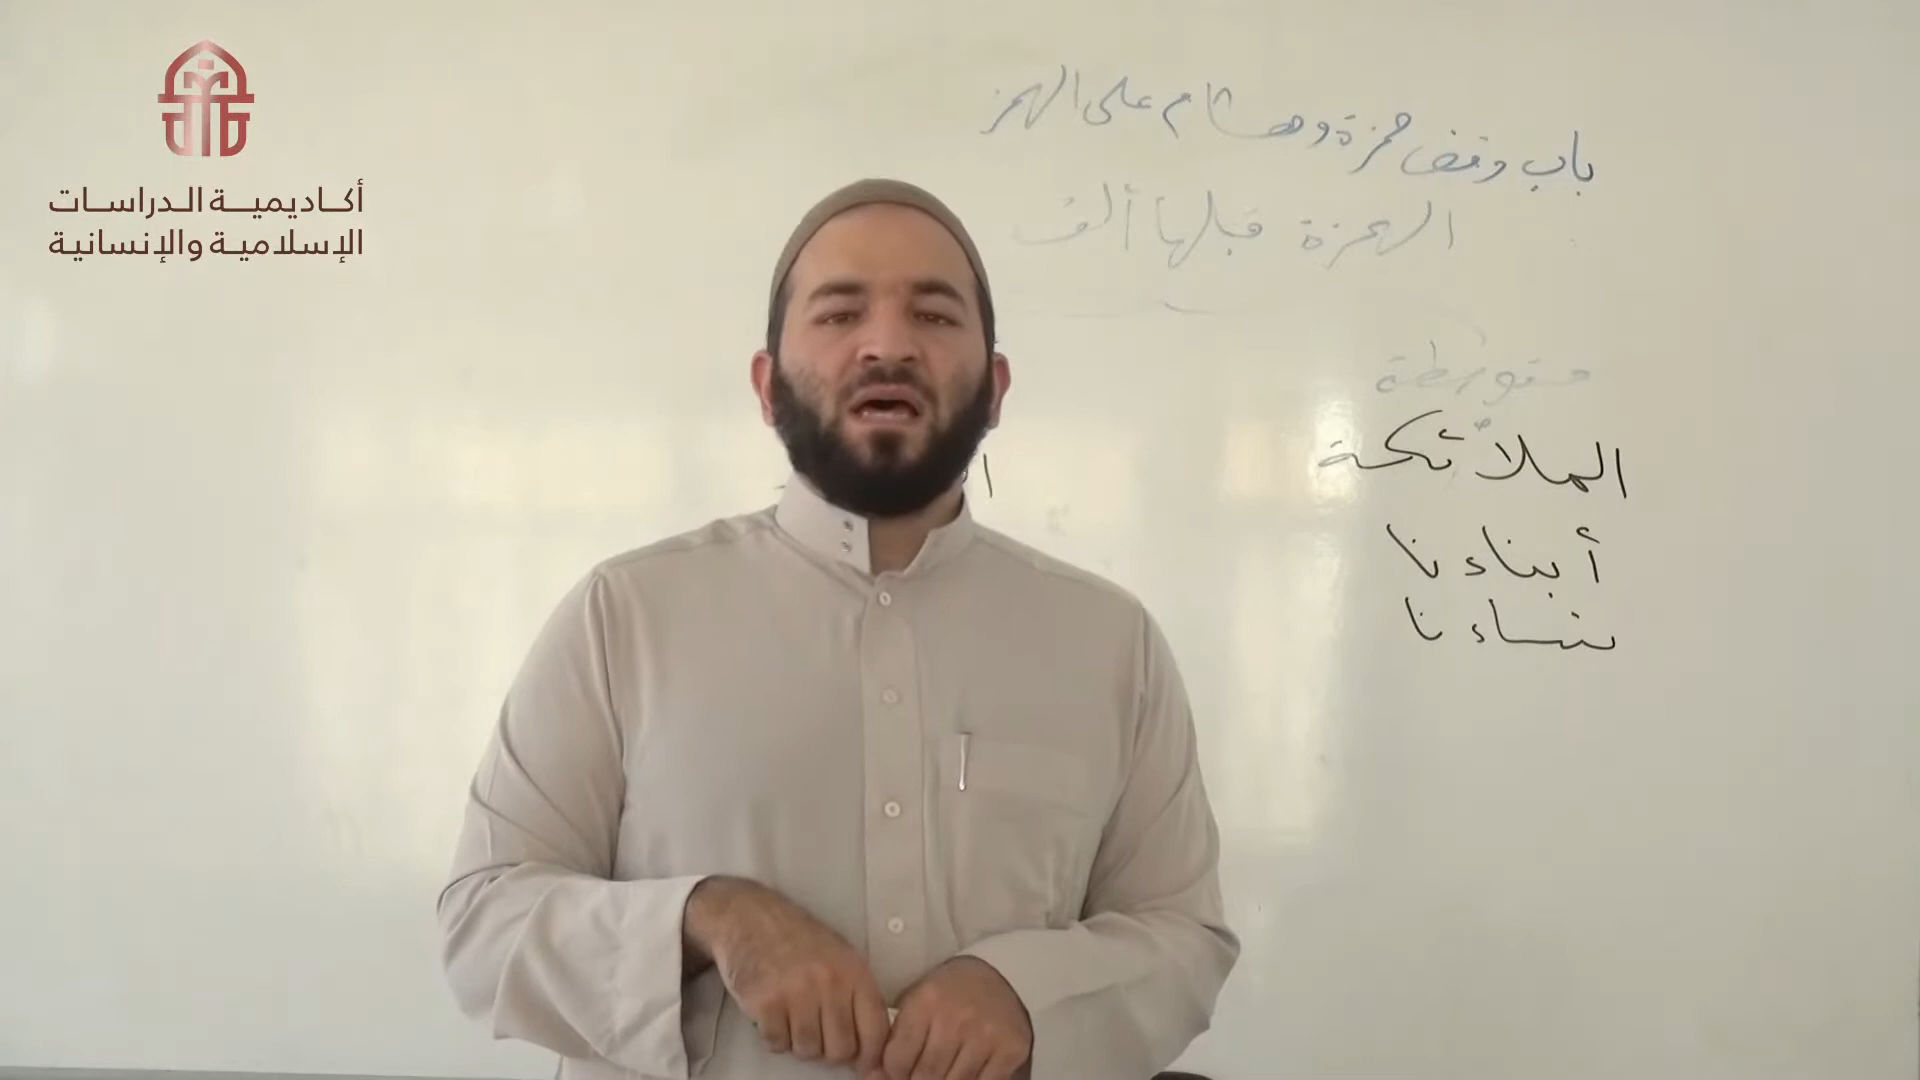 أكاديمية الدراسات
الإسلامية والإنسانية
باب وقف حمزة وهشام على الهمز
الهمزة قبلها ألف
متوسطة
الملائكة
أبناءنا
نساءنا